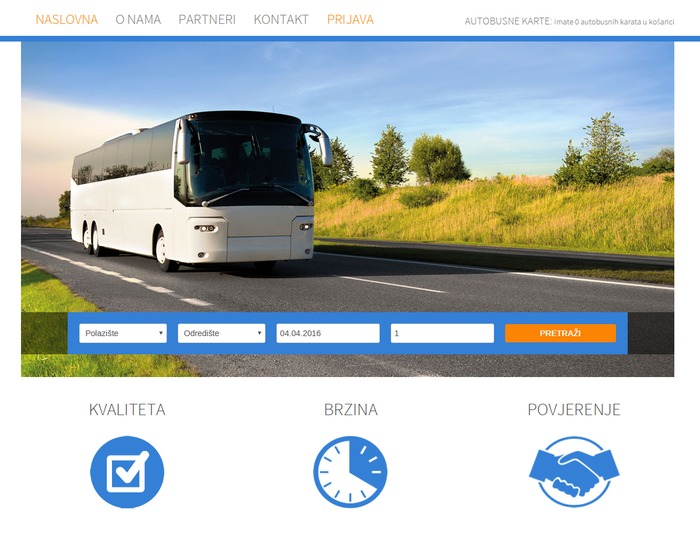 NASLOVNA O NAMA PARTNERI KONTAKT PRIJAVA AUTOBUSNE KARTE: imate 0 autobusnih karata u košarici
Polazište Odredište 04.04.2016 1 PRETRAŽI
KVALITETA BRZINA POVJERENJE